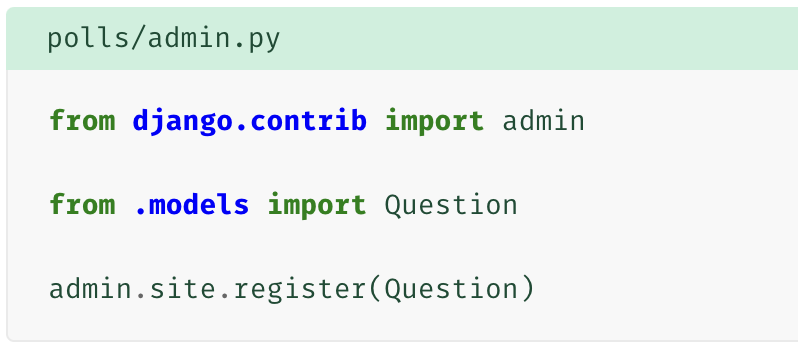 polls/admin.py
from django.contrib import admin
from .models import Question
admin.site.register(Question)